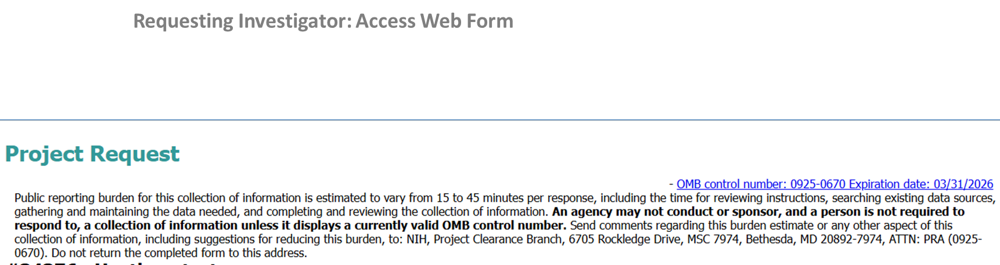 Requesting Investigator: Access Web Form
Project Request
- OMB control number: 0925-0670 Expiration date: 03/31/2026
Public reporting burden for this collection of information is estimated to vary from 15 to 45 minutes per response, including the time for reviewing instructions, searching existing data sources,
gathering and maintaining the data needed, and completing and reviewing the collection of information. An agency may not conduct or sponsor, and a person is not required to
respond to, a collection of information unless it displays a currently valid OMB control number. Send comments regarding this burden estimate or any other aspect of this
collection of information, including suggestions for reducing this burden, to: NIH, Project Clearance Branch, 6705 Rockledge Drive, MSC 7974, Bethesda, MD 20892-7974, ATTN: PRA (0925-
0670). Do not return the completed form to this address.